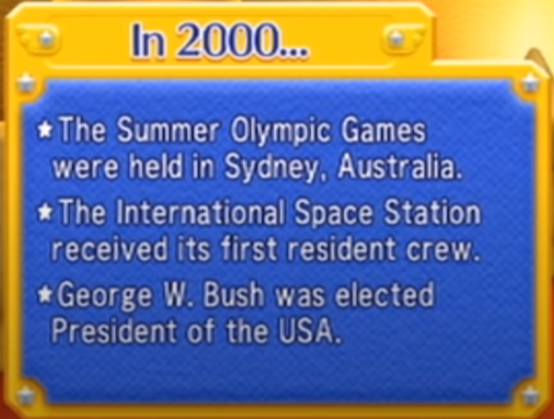 In 2000...
★The Summer Olympic Games
were held in Sydney, Australia.
★The International Space Station
received its first resident crew.
★George W. Bush was elected
President of the USA.